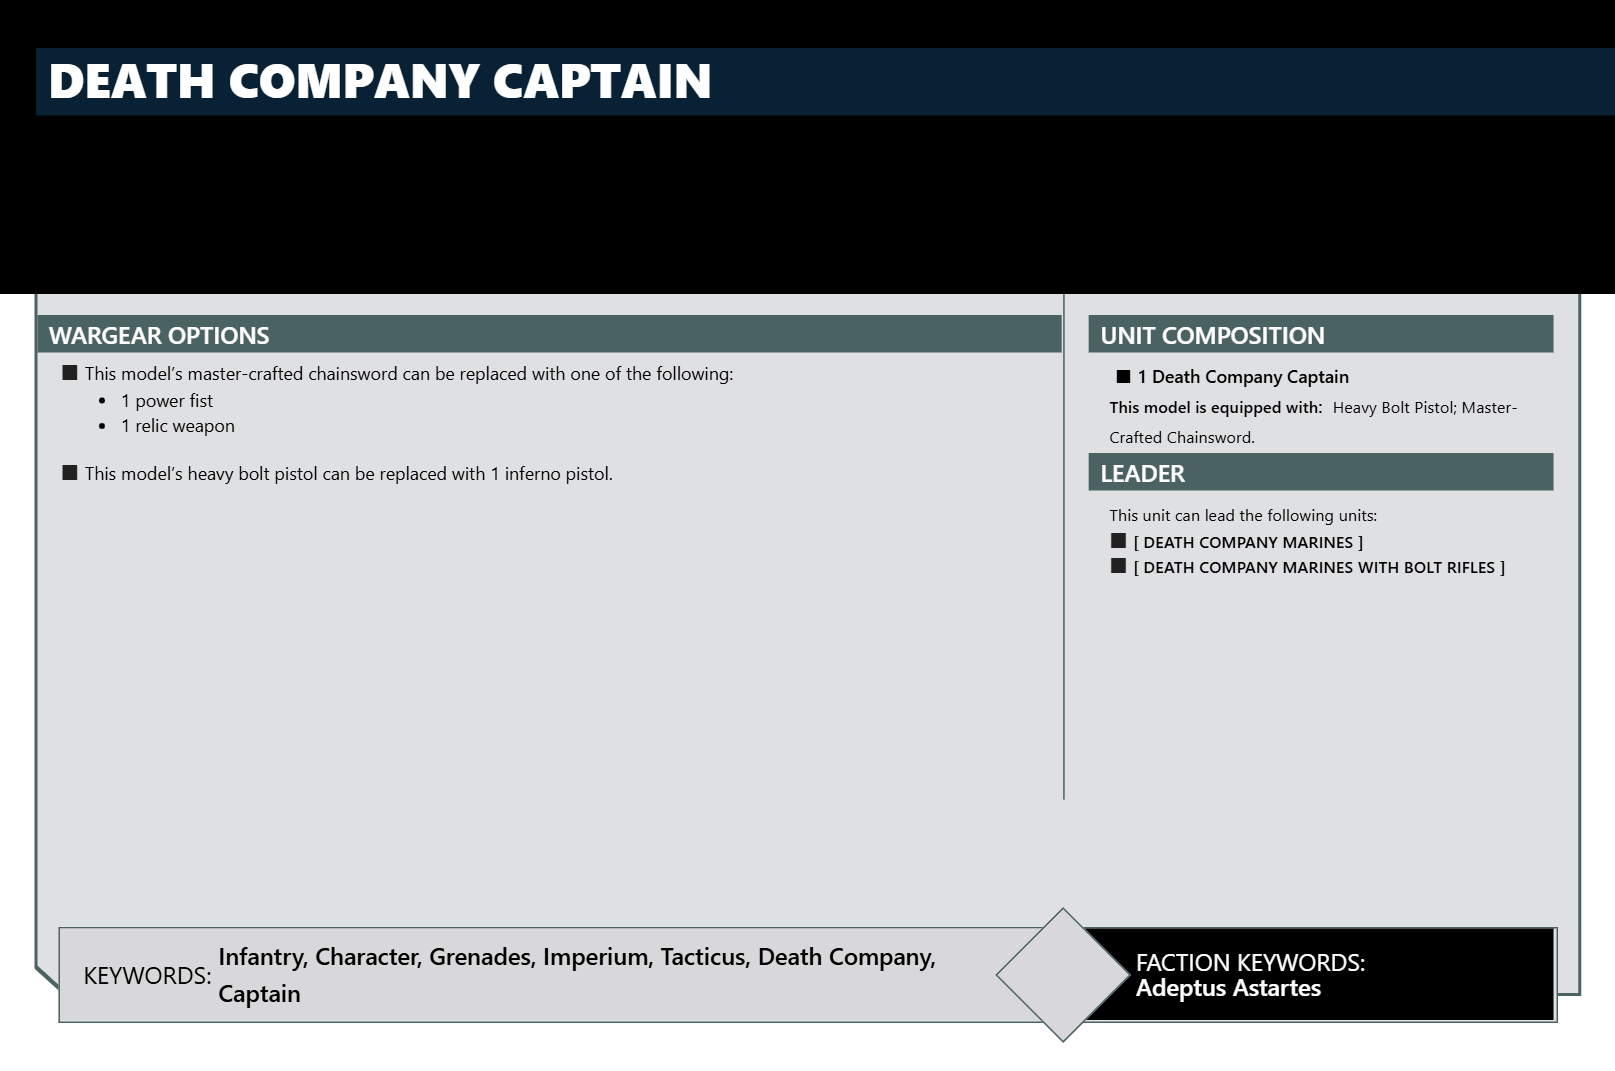 DEATH COMPANY CAPTAIN
WARGEAR OPTIONS
■ This model's master-crafted chainsword can be replaced with one of the following:
• 1 power fist
• 1 relic weapon
■ This model's heavy bolt pistol can be replaced with 1 inferno pistol.
UNIT COMPOSITION
■ 1 Death Company Captain
This model is equipped with: Heavy Bolt Pistol; Master-
Crafted Chainsword.
LEADER
This unit can lead the following units:
■ [ DEATH COMPANY MARINES ]
■ [ DEATH COMPANY MARINES WITH BOLT RIFLES ]
KEYWORDS: Infantry, Character, Grenades, Imperium, Tacticus, Death Company,
Captain
FACTION KEYWORDS:
Adeptus Astartes